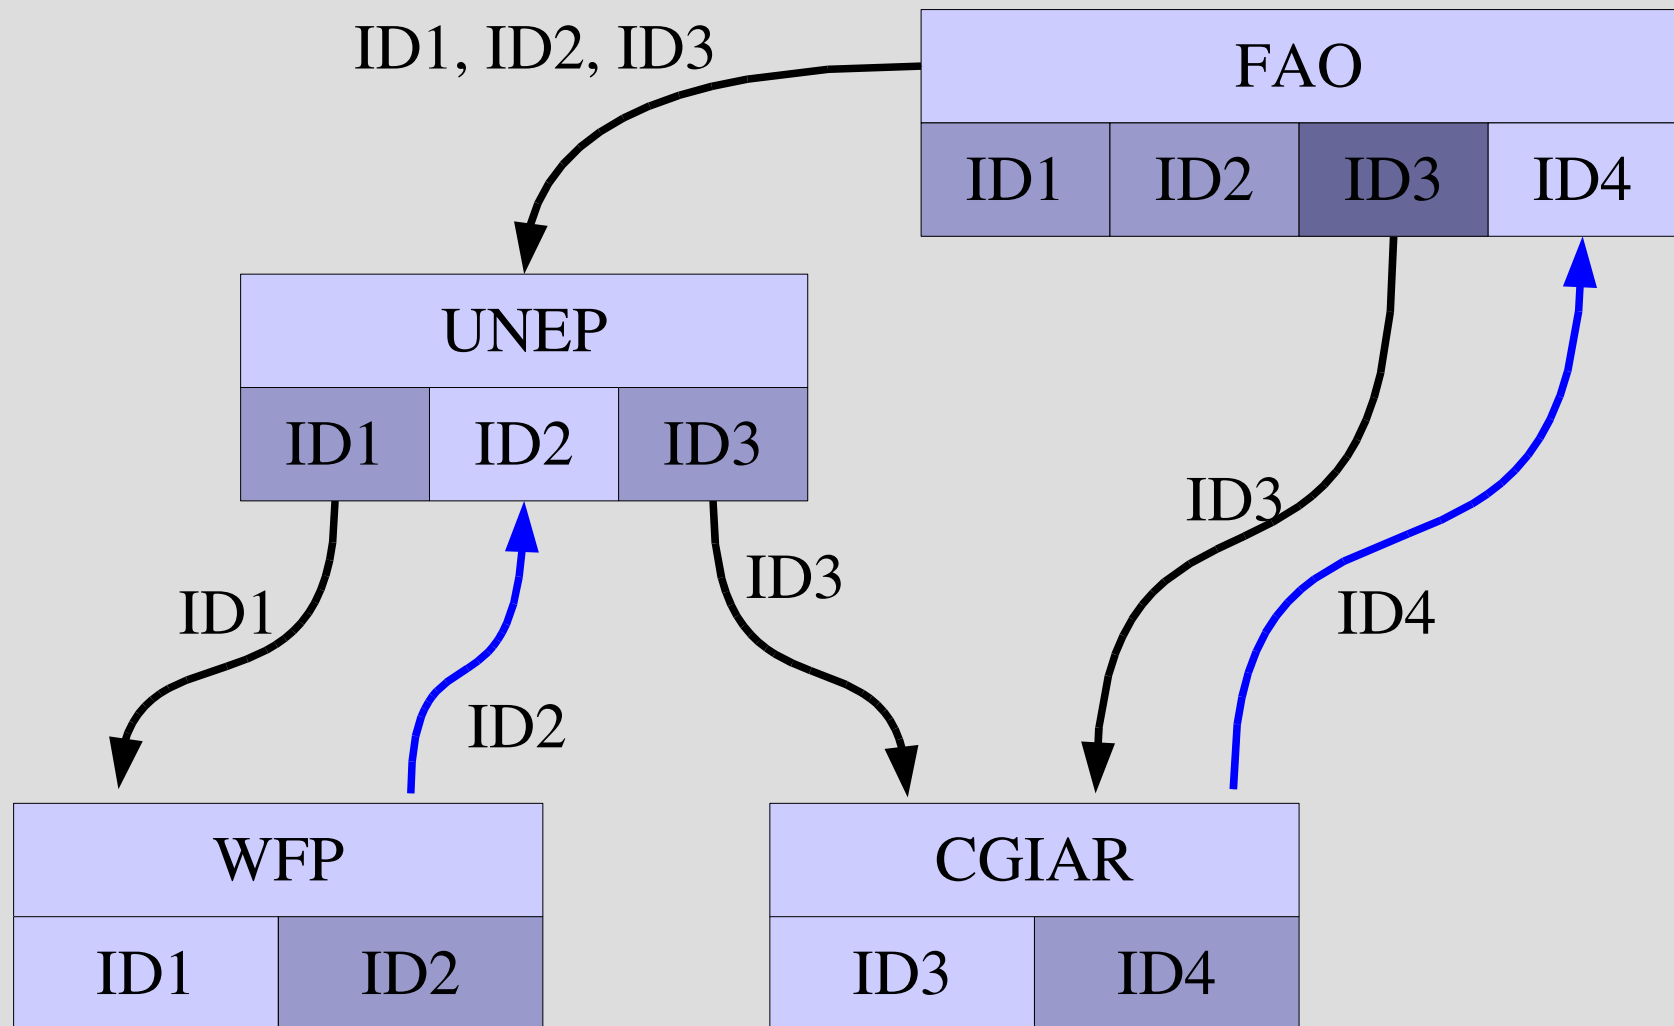 ID1, ID2, ID3
FAO
ID1 ID2 ID3 ID4
UNEP
ID1 ID2 ID3
ID3
ID3
ID1
ID4
ID2
WFP
CGIAR
ID1 ID2
ID3 ID4